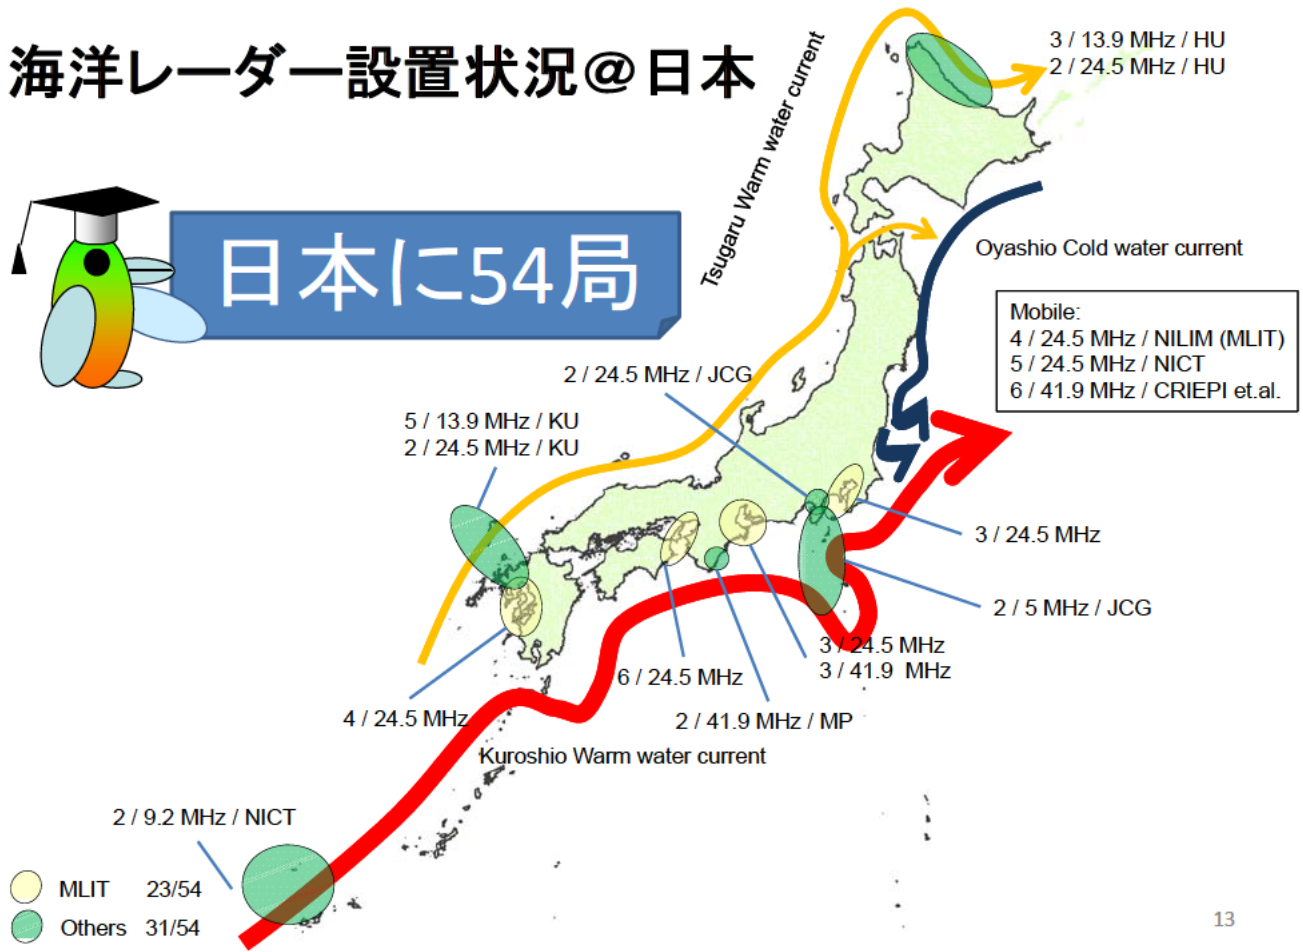 海洋レーダー設置状況@日本
日本に54局
3 / 13.9 MHz / HU
2 / 24.5 MHz / HU
Tsugaru Warm water current
Oyashio Cold water current
Mobile:
4 / 24.5 MHz / NILIM (MLIT)
5 / 24.5 MHz / NICT
6 / 41.9 MHz / CRIEPI et.al.
2 / 24.5 MHz / JCG
5 / 13.9 MHz / KU
2 / 24.5 MHz / KU
3 / 24.5 MHz
2 / 5 MHz / JCG
3 / 24.5 MHz
3 / 41.9 MHz
6 / 24.5 MHz
4 / 24.5 MHz
2 / 41.9 MHz / MP
Kuroshio Warm water current
2 / 9.2 MHz / NICT
MLIT 23/54
Others 31/54
13